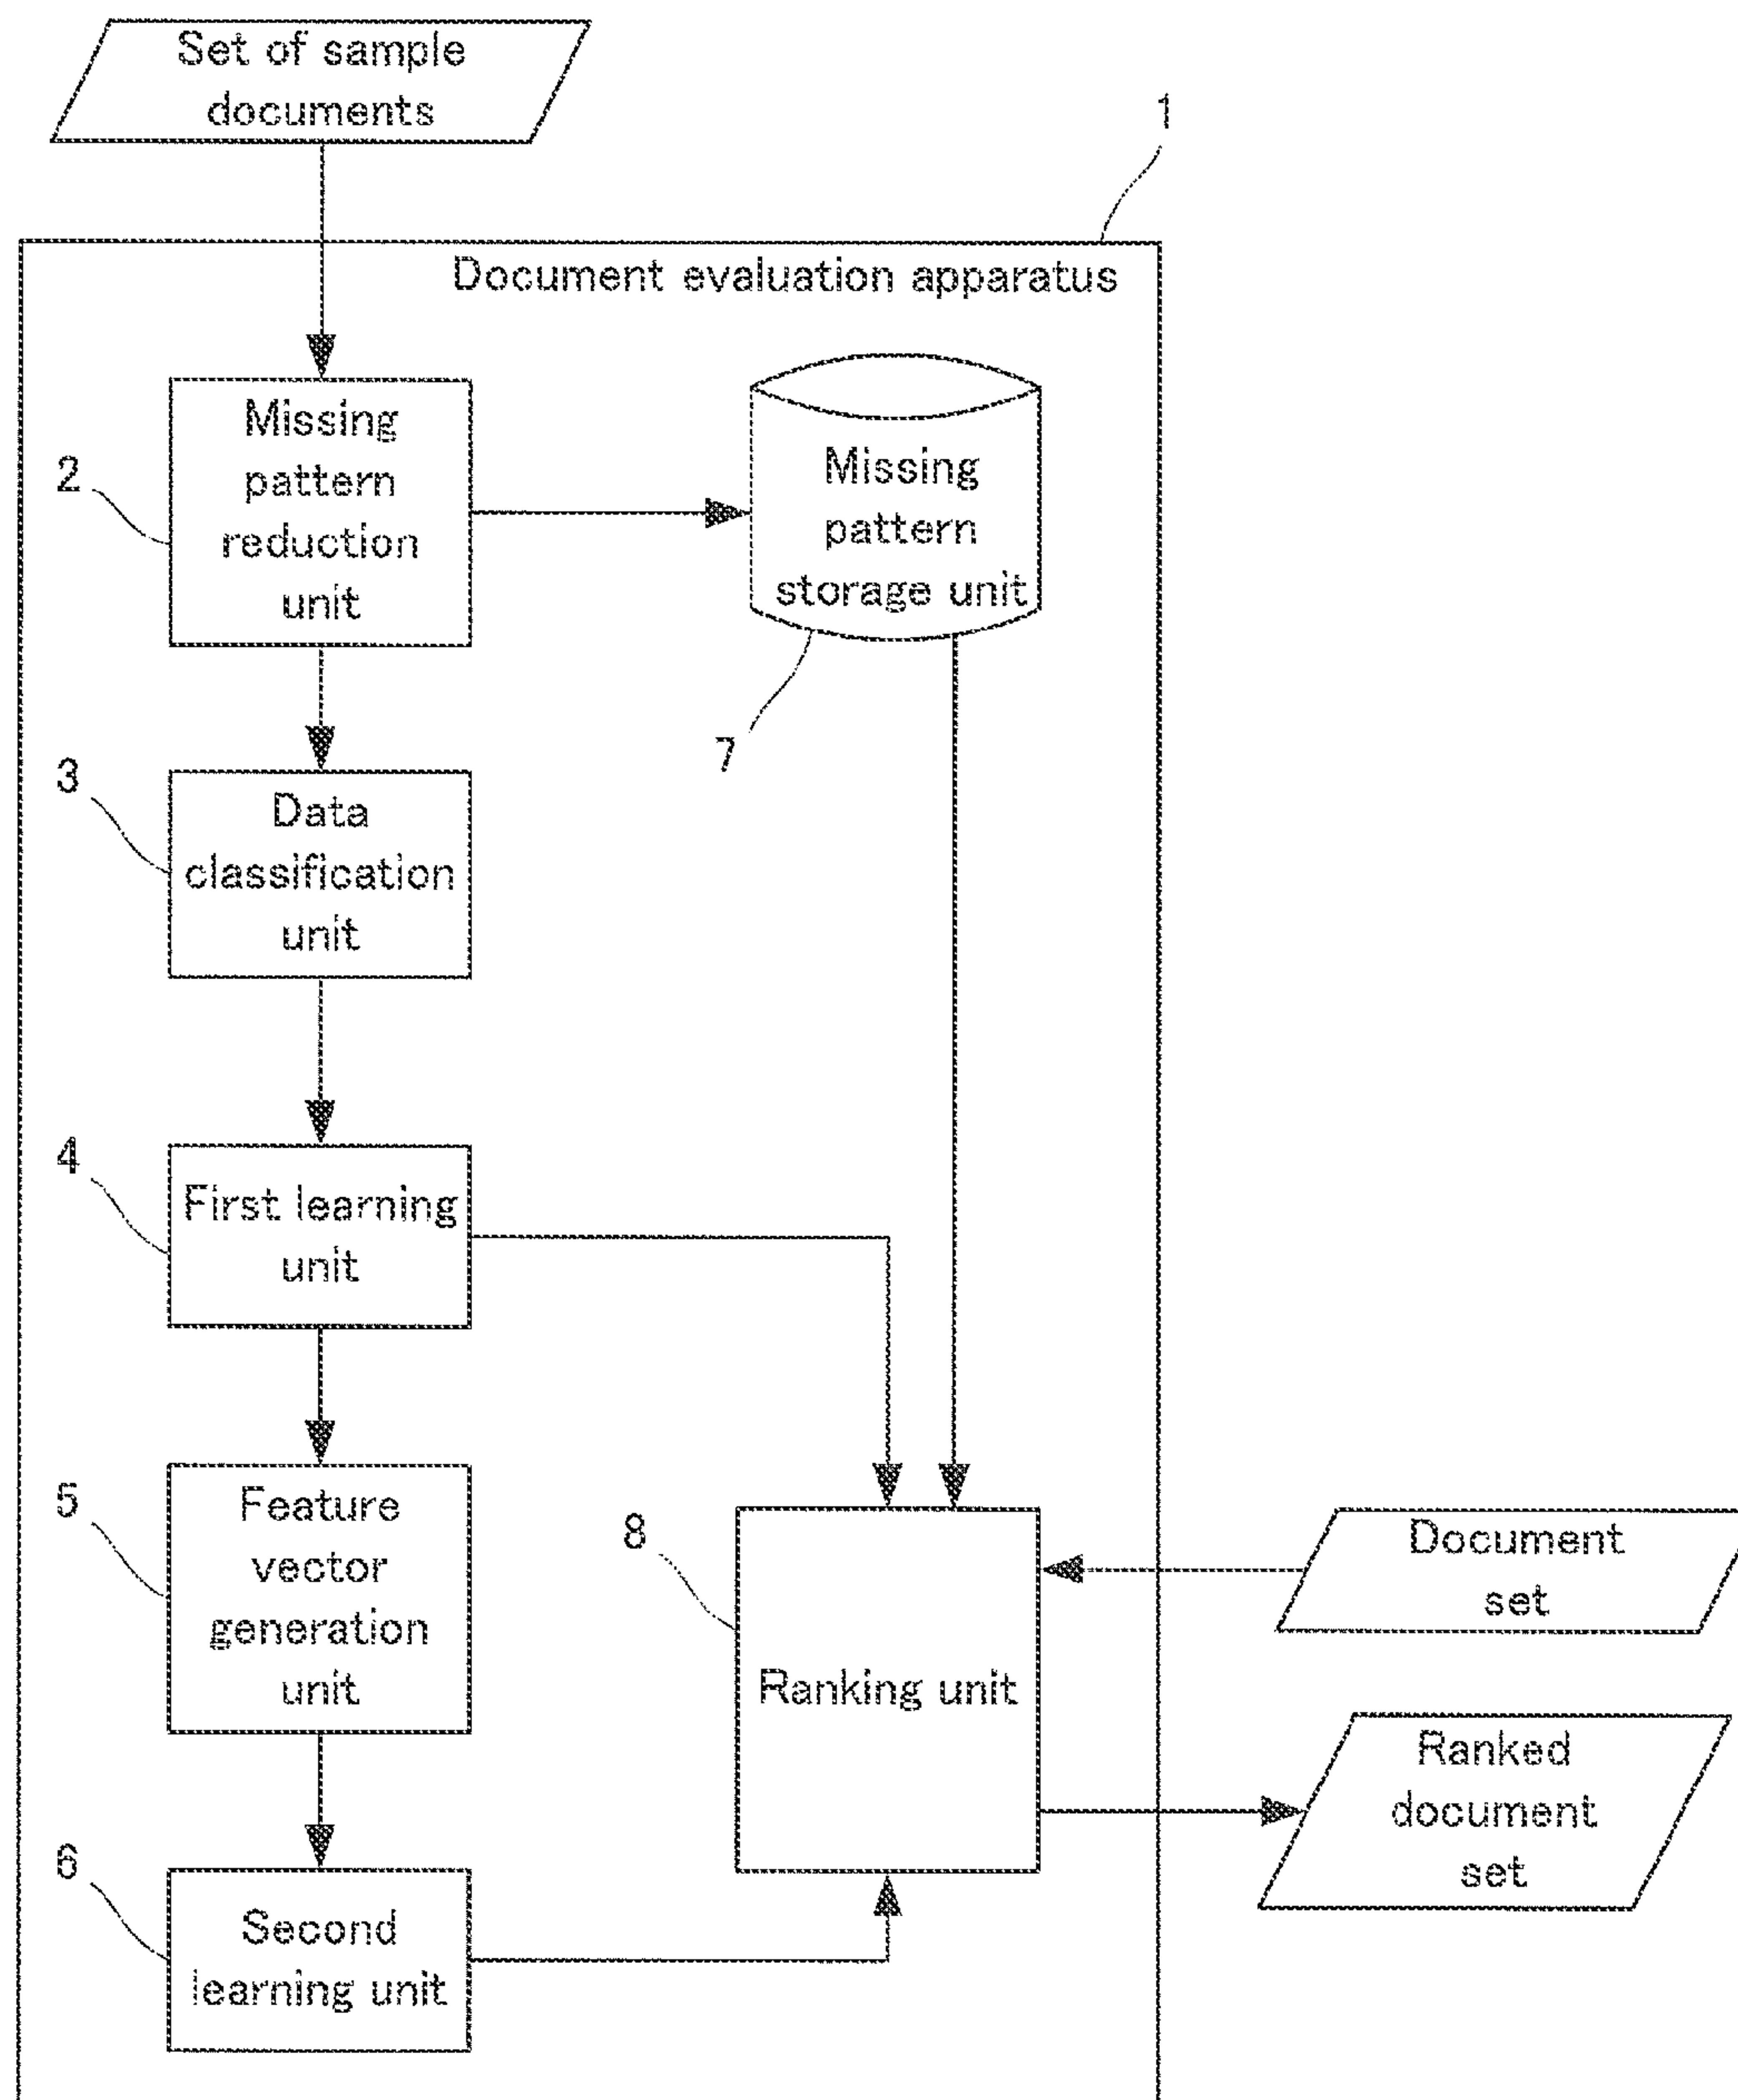 Set of sample
documents
1
Document evaluation apparatus
2
Missing
pattern
reduction
unit
Missing
pattern
storage unit
7
3
Data
classification
unit
4
First learning
unit
5
Feature
vector
generation
unit
8
Ranking unit
Document
set
Ranked
document
set
6
Second
learning unit